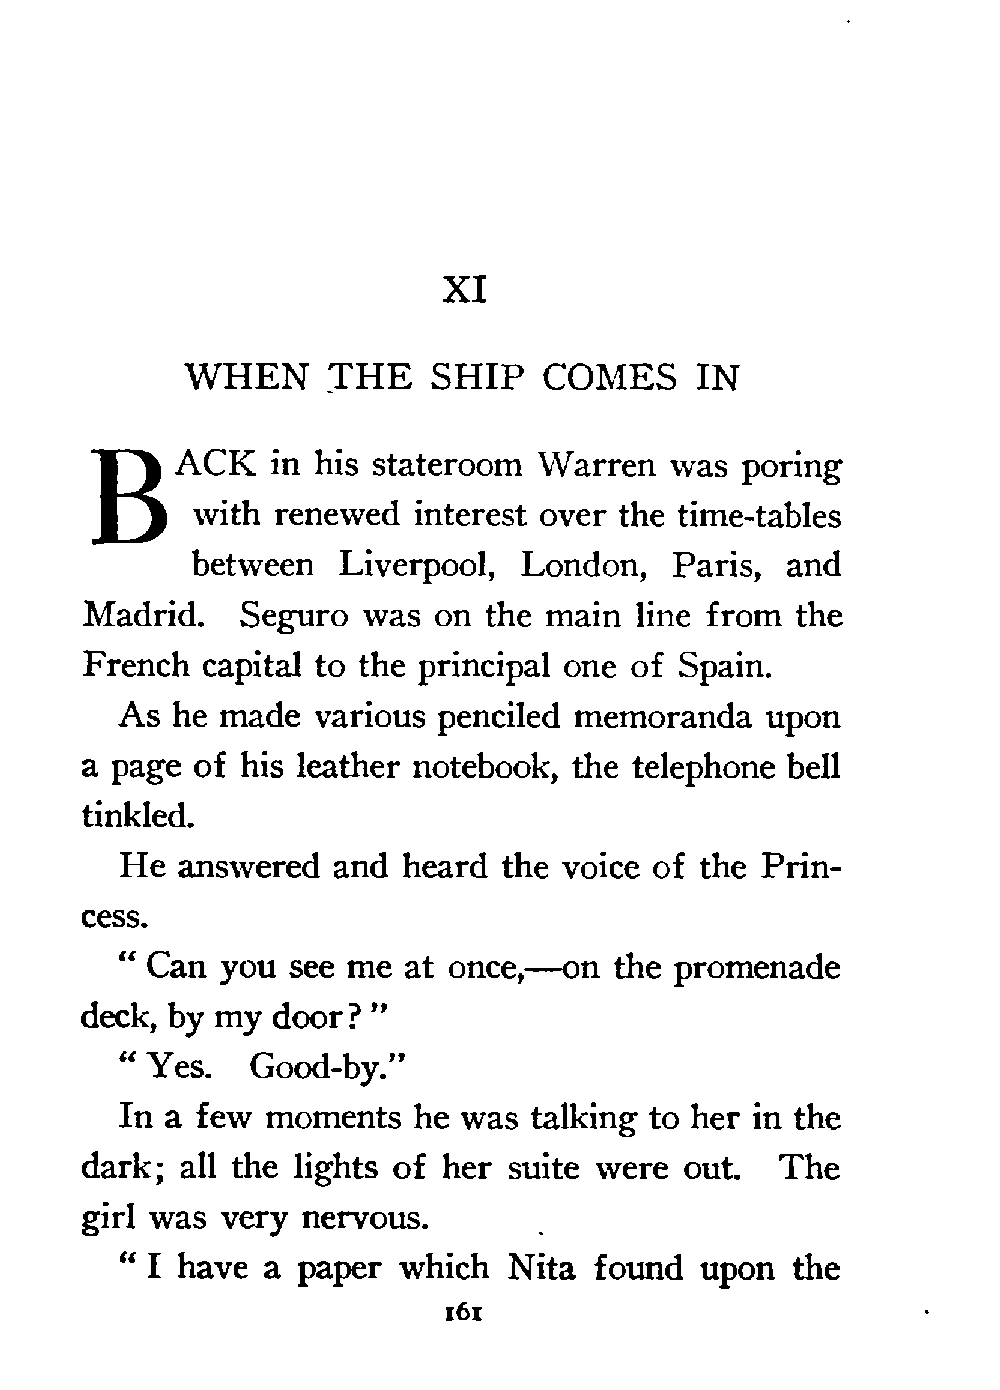 XI
WHEN THE SHIP COMES IN
BACK in his stateroom Warren was poring
with renewed interest over the time-tables
between Liverpool, London, Paris, and
Madrid. Seguro was on the main line from the
French capital to the principal one of Spain.
As he made various penciled memoranda upon
a page of his leather notebook, the telephone bell
tinkled.
He answered and heard the voice of the Prin-
cess.
“ Can you see me at once,—on the promenade
deck, by my door? ”
“ Yes. Good-by.”
In a few moments he was talking to her in the
dark; all the lights of her suite were out. The
girl was very nervous.
“ I have a paper which Nita found upon the
161